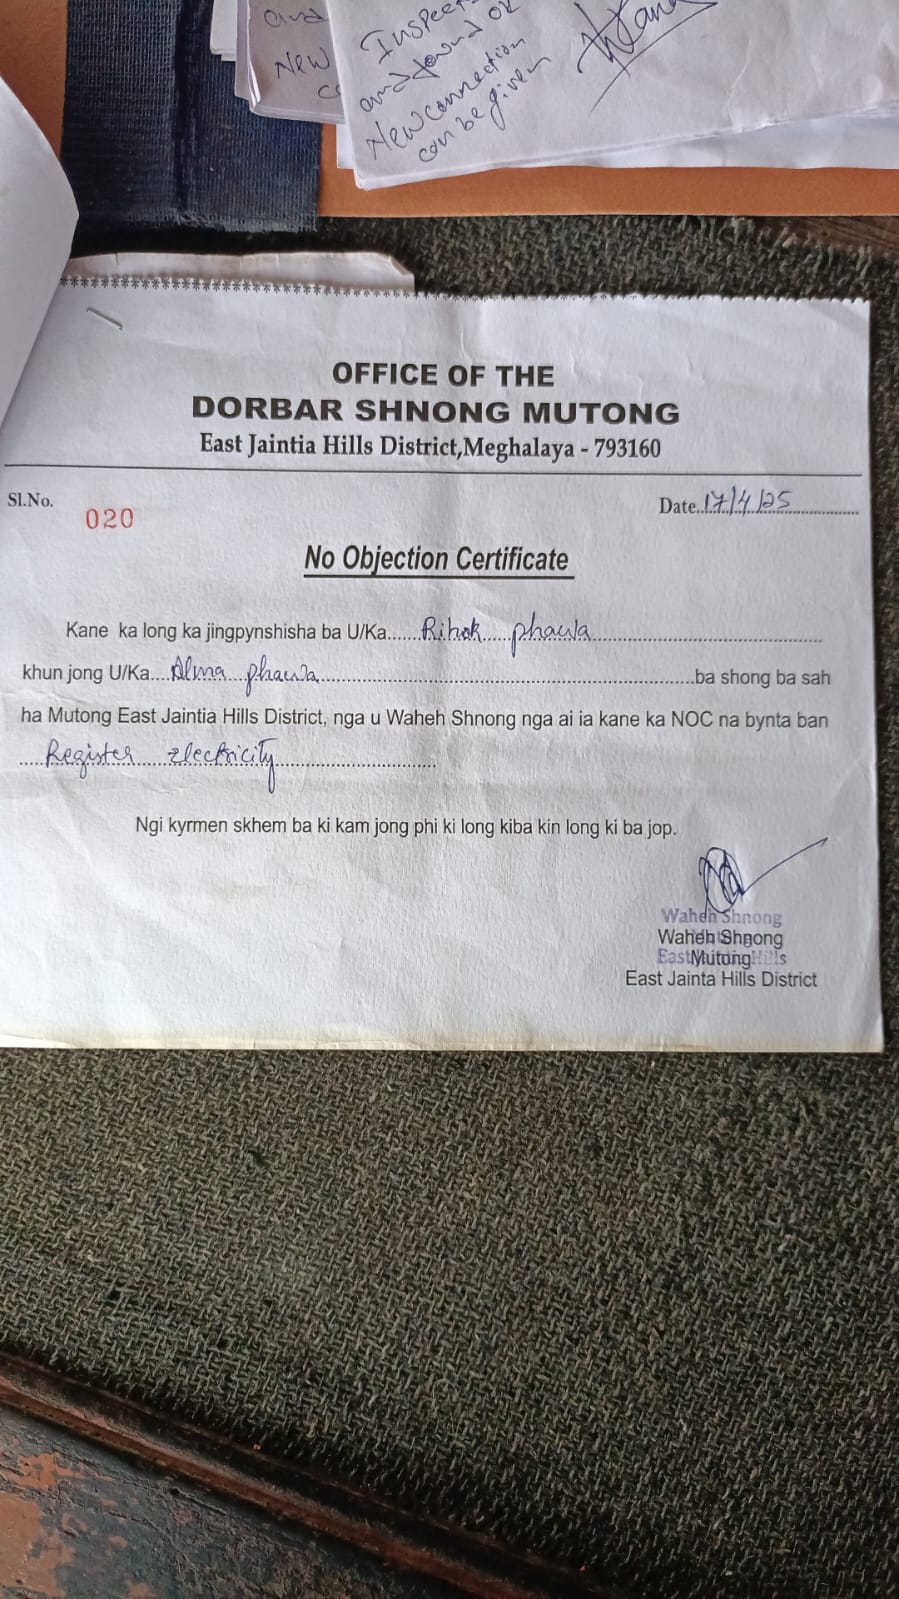 and
New
Inspect
and found ok
New connection
can be given
OFFICE OF THE
DORBAR SHNONG MUTONG
East Jaintia Hills District,Meghalaya - 793160
Sl.No. 020
Date..17/4/25
No Objection Certificate
Kane ka long ka jingpynshisha ba U/Ka......Rihok phawa
khun jong U/Ka....Alma phawa....ba shong ba sah
ha Mutong East Jaintia Hills District, nga u Waheh Shnong nga ai ia kane ka NOC na bynta ban
Register electricity
Ngi kyrmen skhem ba ki kam jong phi ki long kiba kin long ki ba jop.
Waheh Shnong
Waheh Shnong
Mutong
East Jainta Hills District